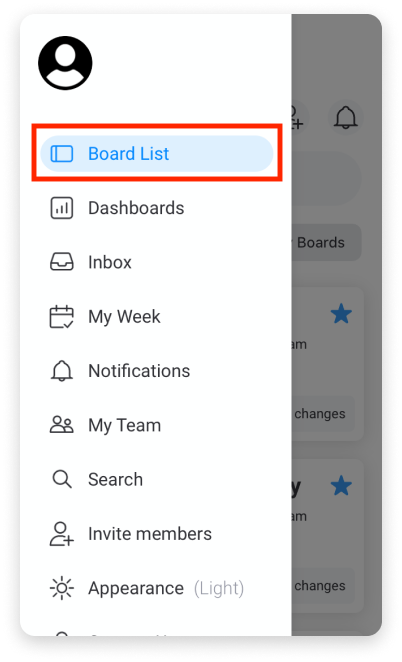 Board List
Dashboards
Boards
Inbox
My Week
Notifications
changes
My Team
Search
Invite members
Appearance (Light)
changes